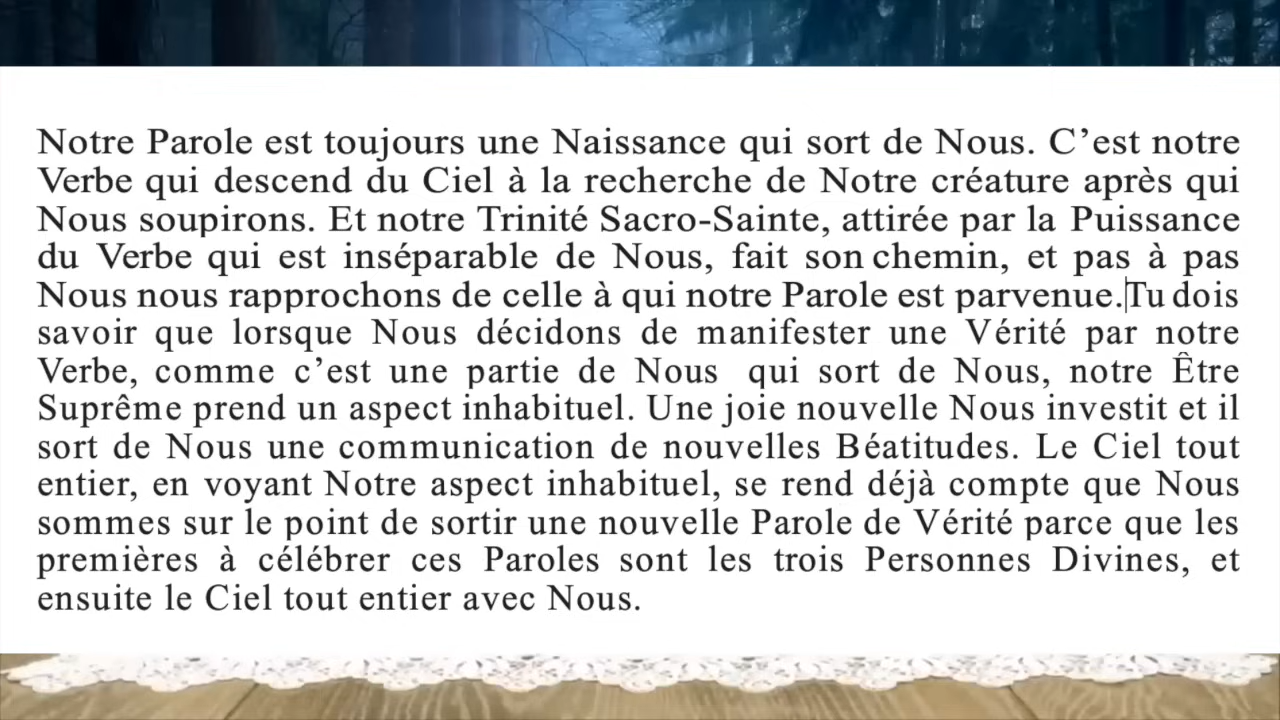 Notre Parole est toujours une Naissance qui sort de Nous. C’est notre
Verbe qui descend du Ciel à la recherche de Notre créature après qui
Nous soupirons. Et notre Trinité Sacro-Sainte, attirée par la Puissance
du Verbe qui est inséparable de Nous, fait son chemin, et pas à pas
Nous nous rapprochons de celle à qui notre Parole est parvenue. Tu dois
savoir que lorsque Nous décidons de manifester une Vérité par notre
Verbe, comme c’est une partie de Nous qui sort de Nous, notre Être
Suprême prend un aspect inhabituel. Une joie nouvelle Nous investit et il
sort de Nous une communication de nouvelles Béatitudes. Le Ciel tout
entier, en voyant Notre aspect inhabituel, se rend déjà compte que Nous
sommes sur le point de sortir une nouvelle Parole de Vérité parce que les
premières à célébrer ces Paroles sont les trois Personnes Divines, et
ensuite le Ciel tout entier avec Nous.